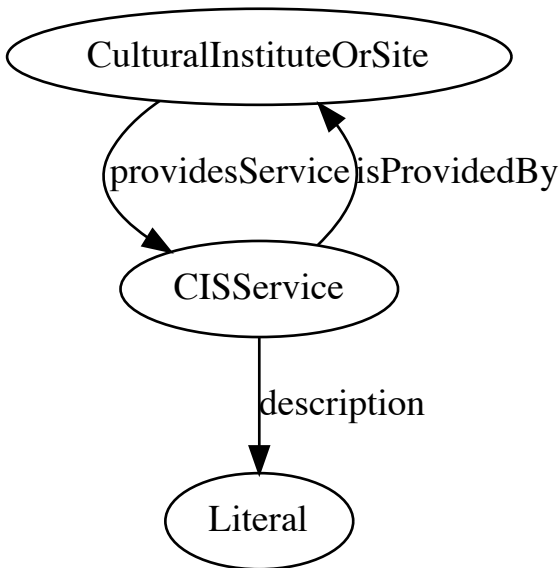 CulturalInstituteOrSite
providesService
isProvidedBy
CISService
description
Literal